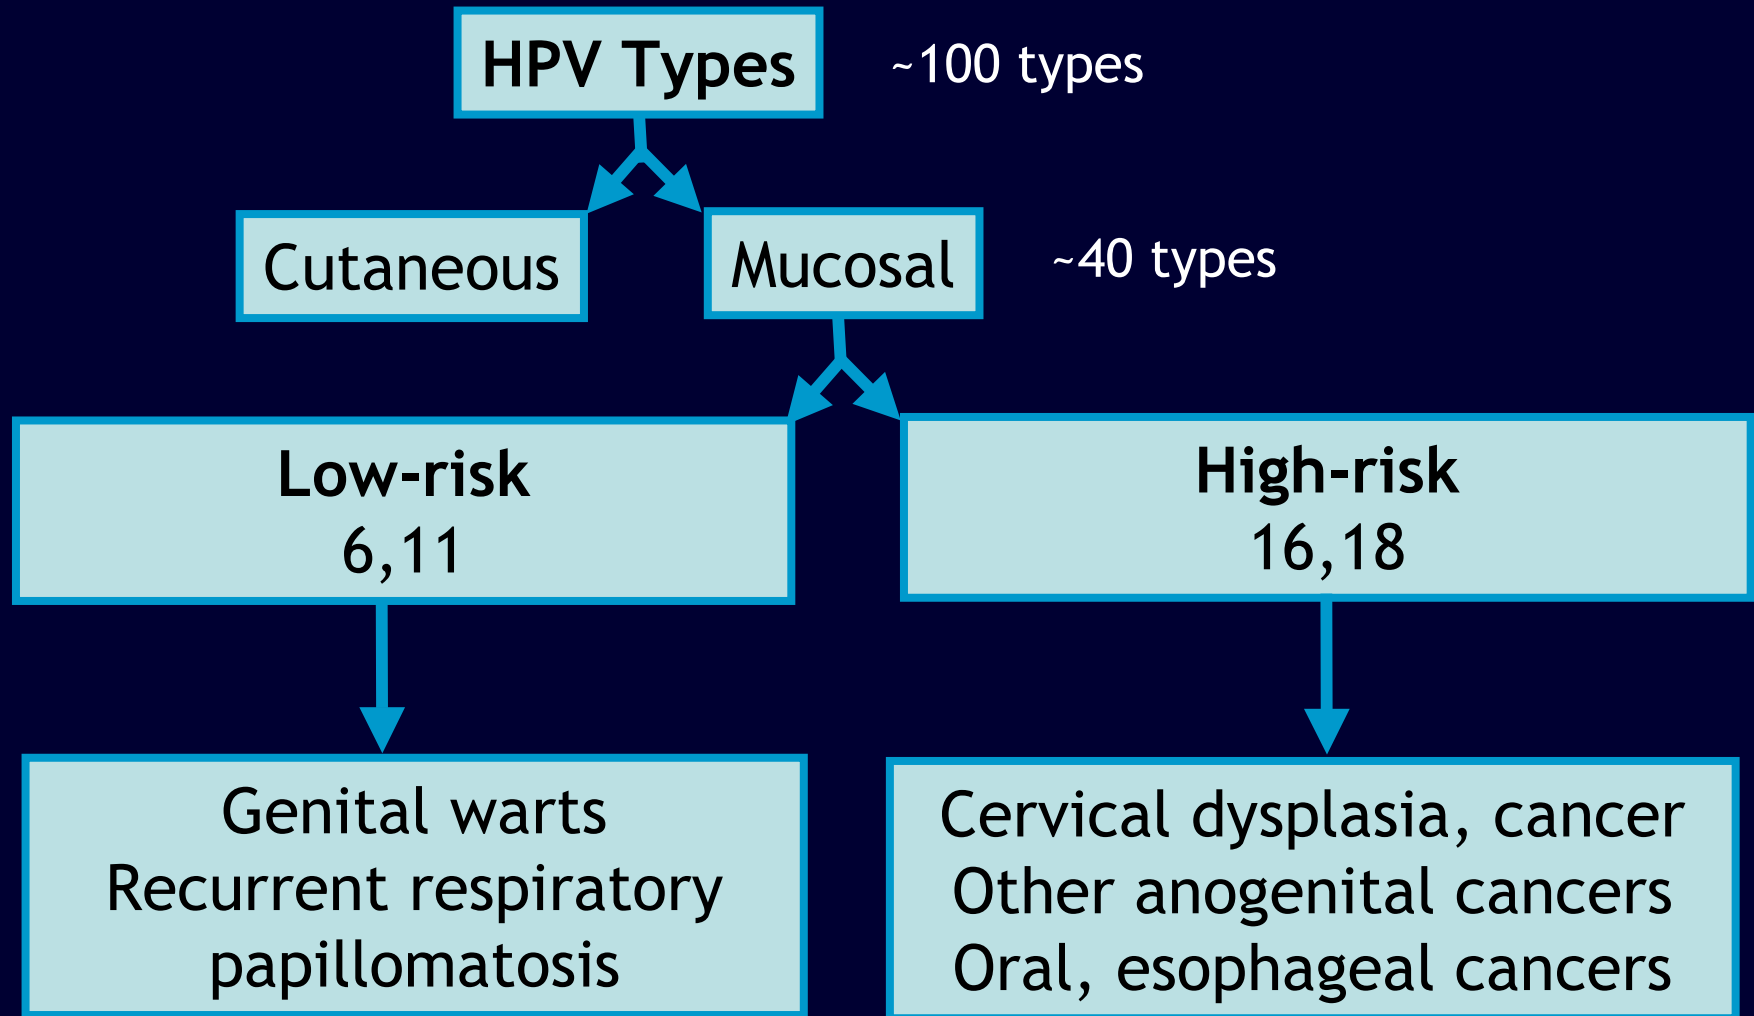 HPV Types
~100 types
Cutaneous
Mucosal
~40 types
Low-risk
6,11
High-risk
16,18
Genital warts
Recurrent respiratory
papillomatosis
Cervical dysplasia, cancer
Other anogenital cancers
Oral, esophageal cancers